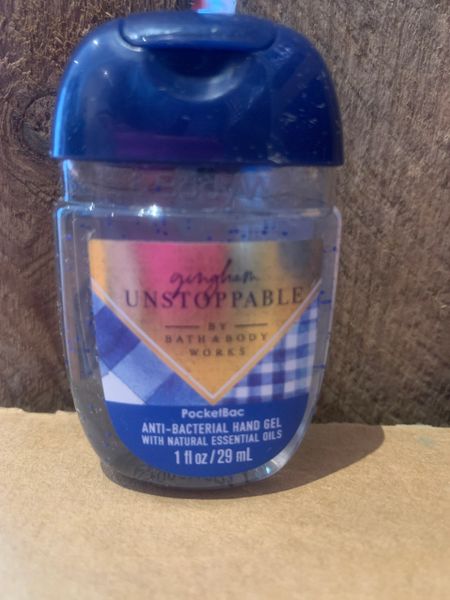 gingham
UNSTOPPABLE
BY
BATH & BODY
WORKS
PocketBac
ANTI-BACTERIAL HAND GEL
WITH NATURAL ESSENTIAL OILS
1 fl oz / 29 mL